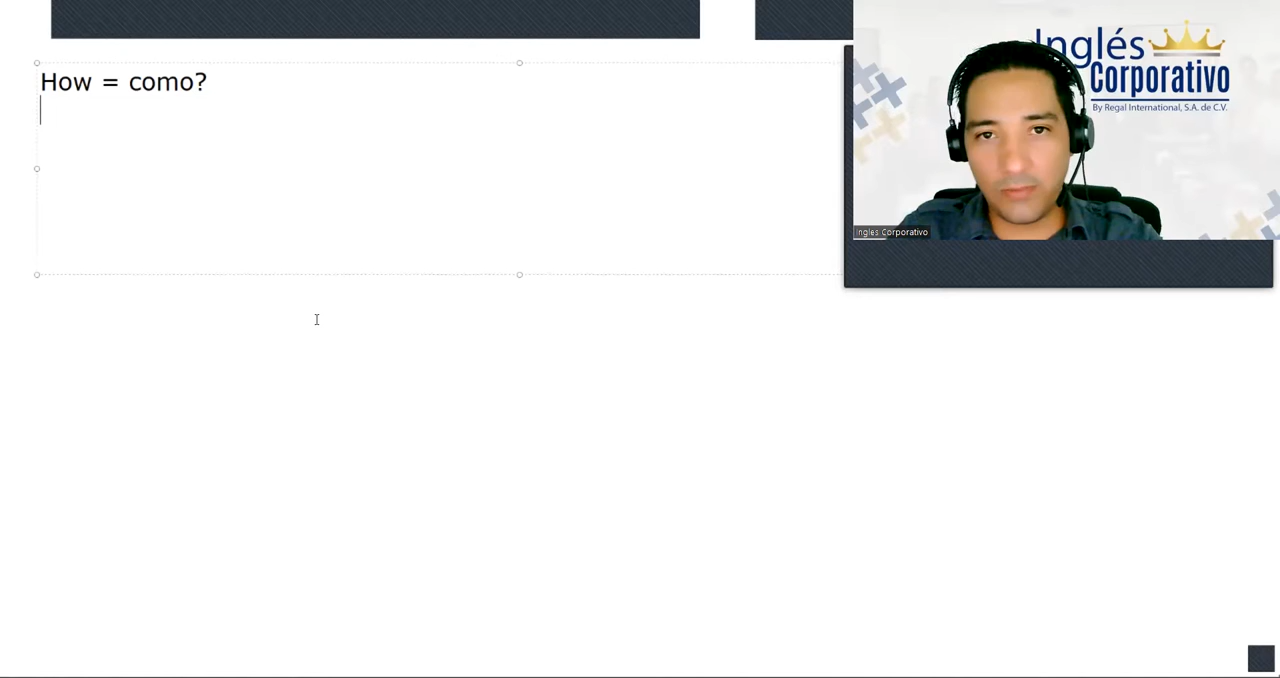 How = como?
Inglés
Corporativo
By Regal International, S.A. de C.V.
Ingles Corporativo